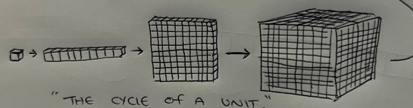 "THE CYCLE OF A UNIT."